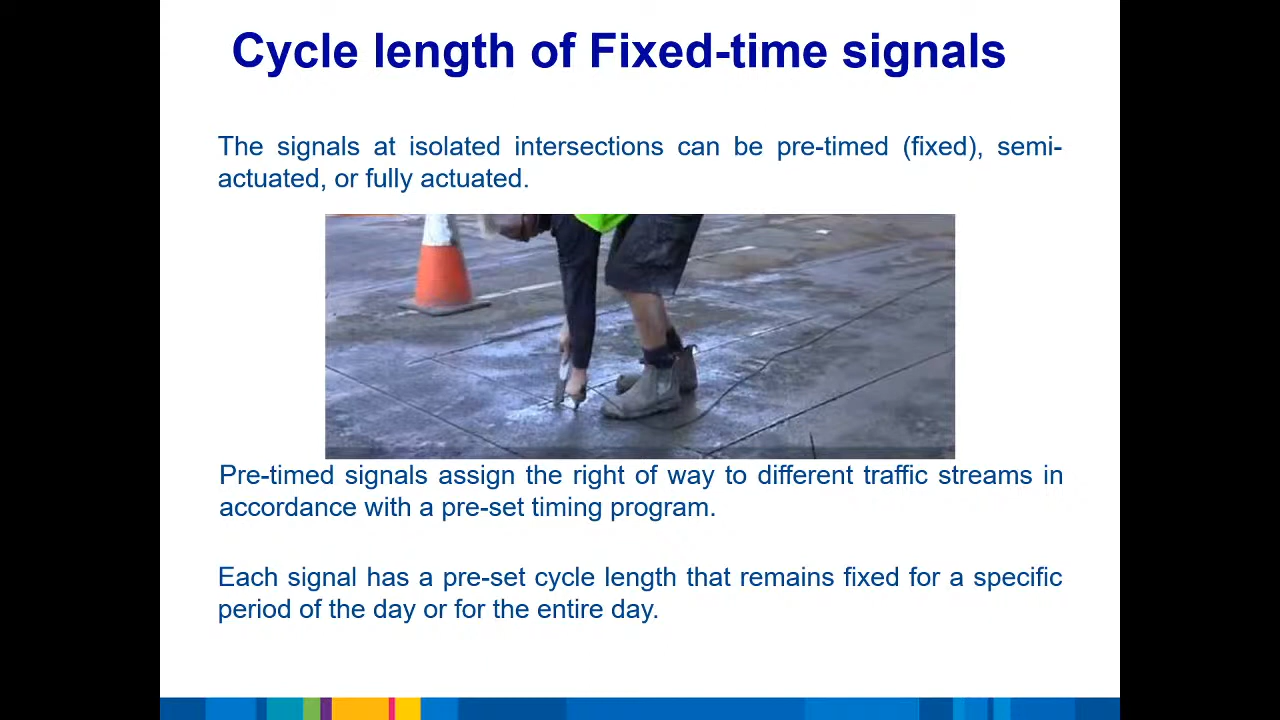 Cycle length of Fixed-time signals
The signals at isolated intersections can be pre-timed (fixed), semi-
actuated, or fully actuated.
Pre-timed signals assign the right of way to different traffic streams in
accordance with a pre-set timing program.
Each signal has a pre-set cycle length that remains fixed for a specific
period of the day or for the entire day.